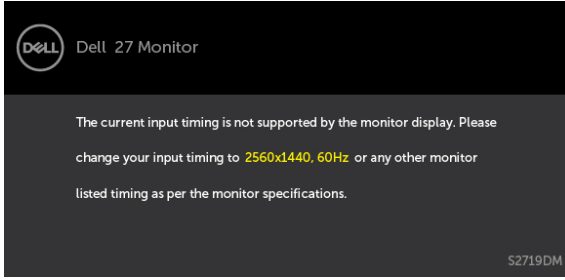 DELL
Dell 27 Monitor
The current input timing is not supported by the monitor display. Please
change your input timing to 2560x1440, 60Hz or any other monitor
listed timing as per the monitor specifications.
S2719DM